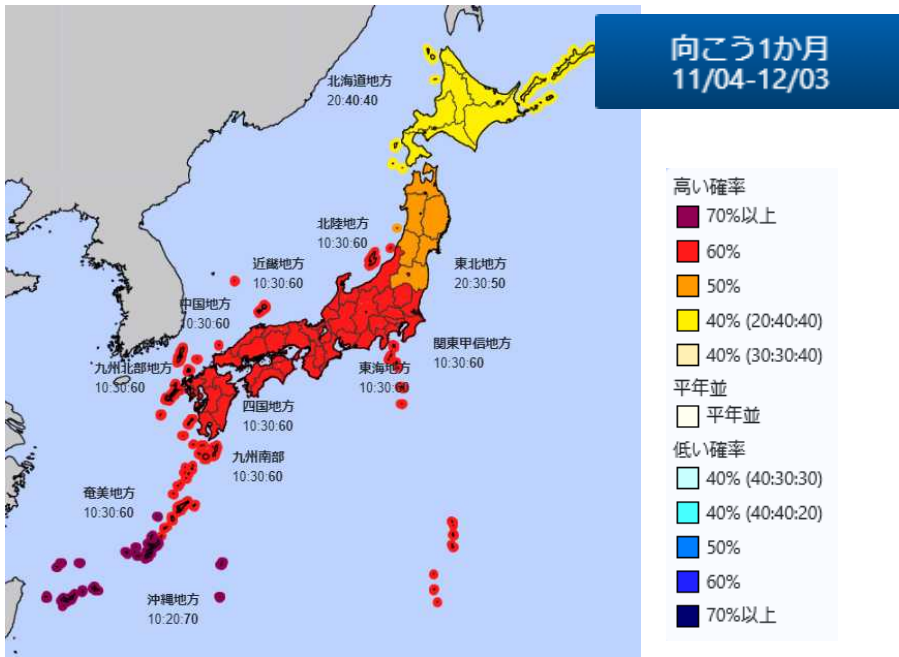 向こう1か月
11/04-12/03
北海道地方
20:40:40
北陸地方
10:30:60
近畿地方
10:30:60
東北地方
20:30:50
中国地方
10:30:60
関東甲信地方
10:30:60
九州北部地方
10:30:60
東海地方
10:30:60
四国地方
10:30:60
九州南部
10:30:60
奄美地方
10:30:60
沖縄地方
10:20:70
高い確率
70%以上
60%
50%
40% (20:40:40)
40% (30:30:40)
平年並
平年並
低い確率
40% (40:30:30)
40% (40:40:20)
50%
60%
70%以上